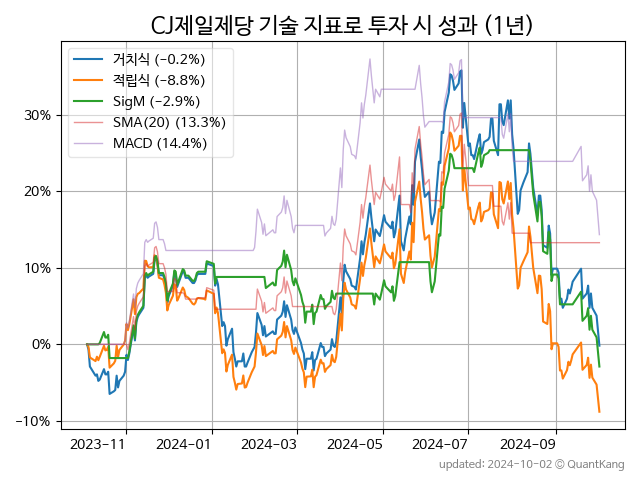 CJ제일제당 기술 지표로 투자 시 성과 (1년)
거치식 (-0.2%)
적립식 (-8.8%)
SigM (-2.9%)
SMA(20) (13.3%)
MACD (14.4%)
30%
20%
10%
0%
-10%
2023-11 2024-01 2024-03 2024-05 2024-07 2024-09
updated: 2024-10-02 © QuantKang